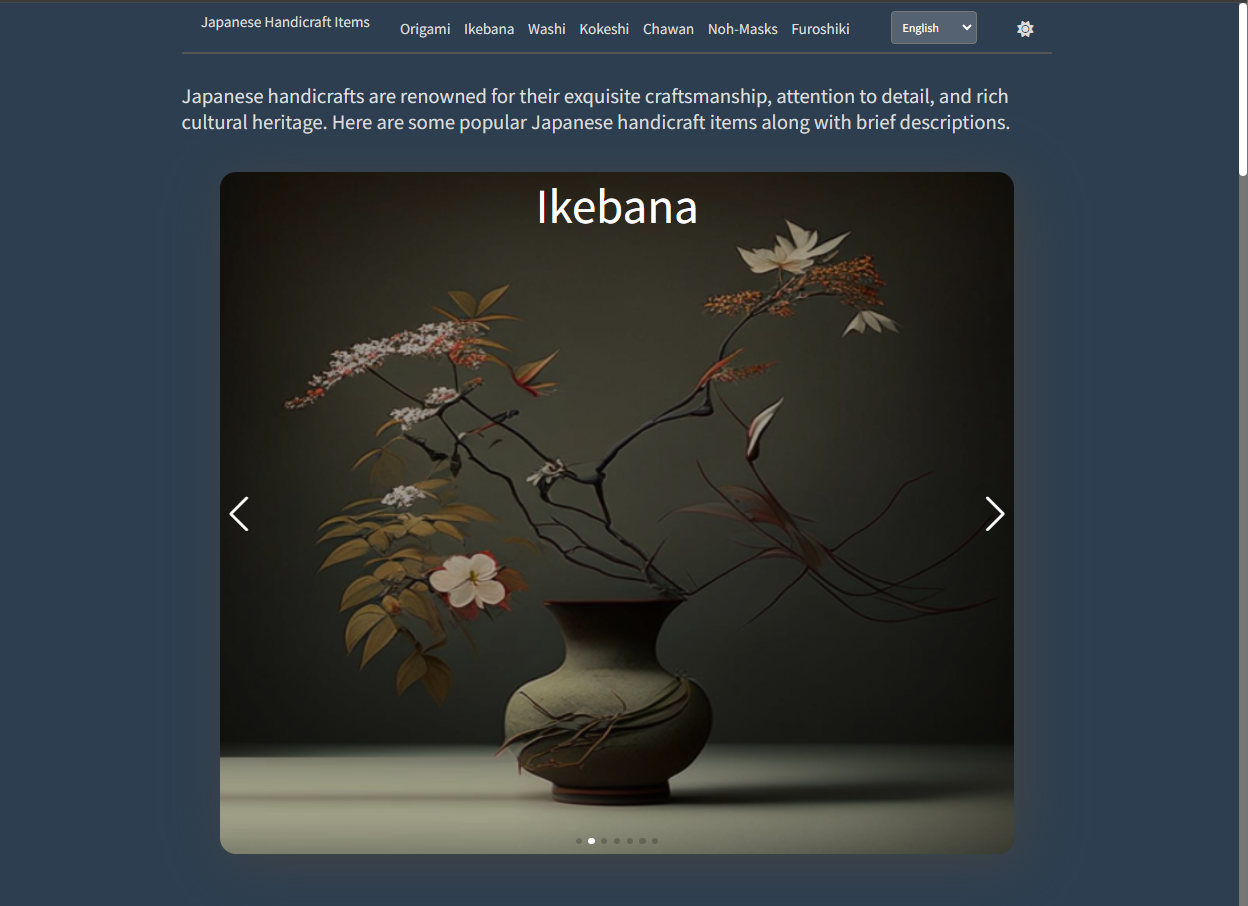 Japanese Handicraft Items
Origami Ikebana Washi Kokeshi Chawan Noh-Masks Furoshiki
English
Japanese handicrafts are renowned for their exquisite craftsmanship, attention to detail, and rich
cultural heritage. Here are some popular Japanese handicraft items along with brief descriptions.
Ikebana